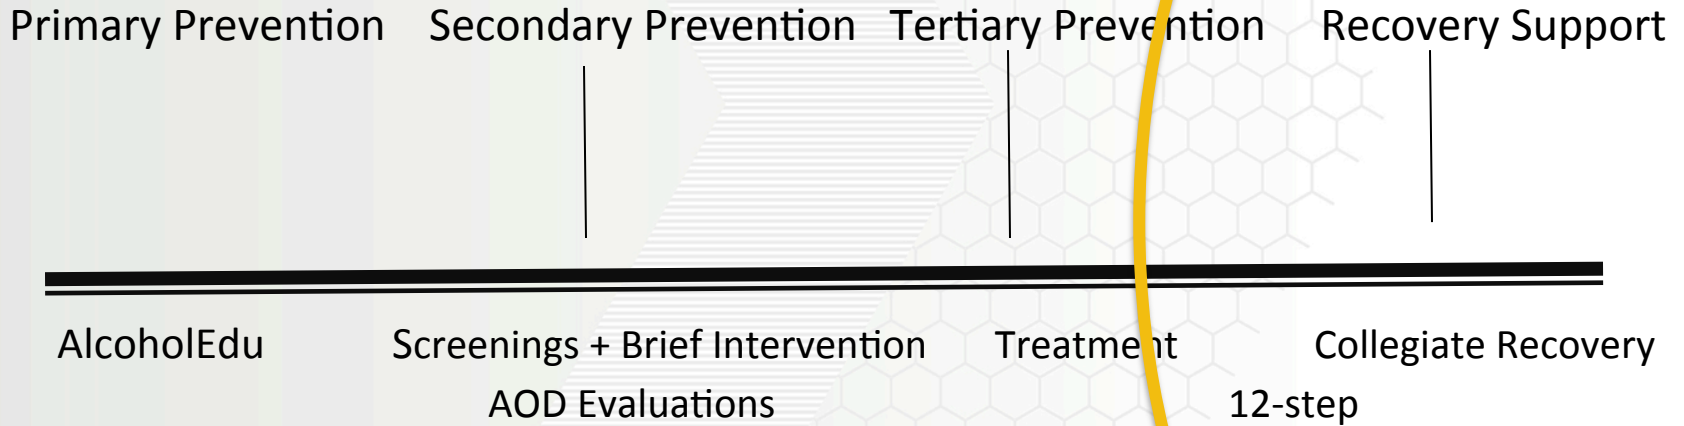 Primary Prevention Secondary Prevention Tertiary Prevention Recovery Support
AlcoholEdu Screenings + Brief Intervention Treatment Collegiate Recovery
AOD Evaluations 12-step